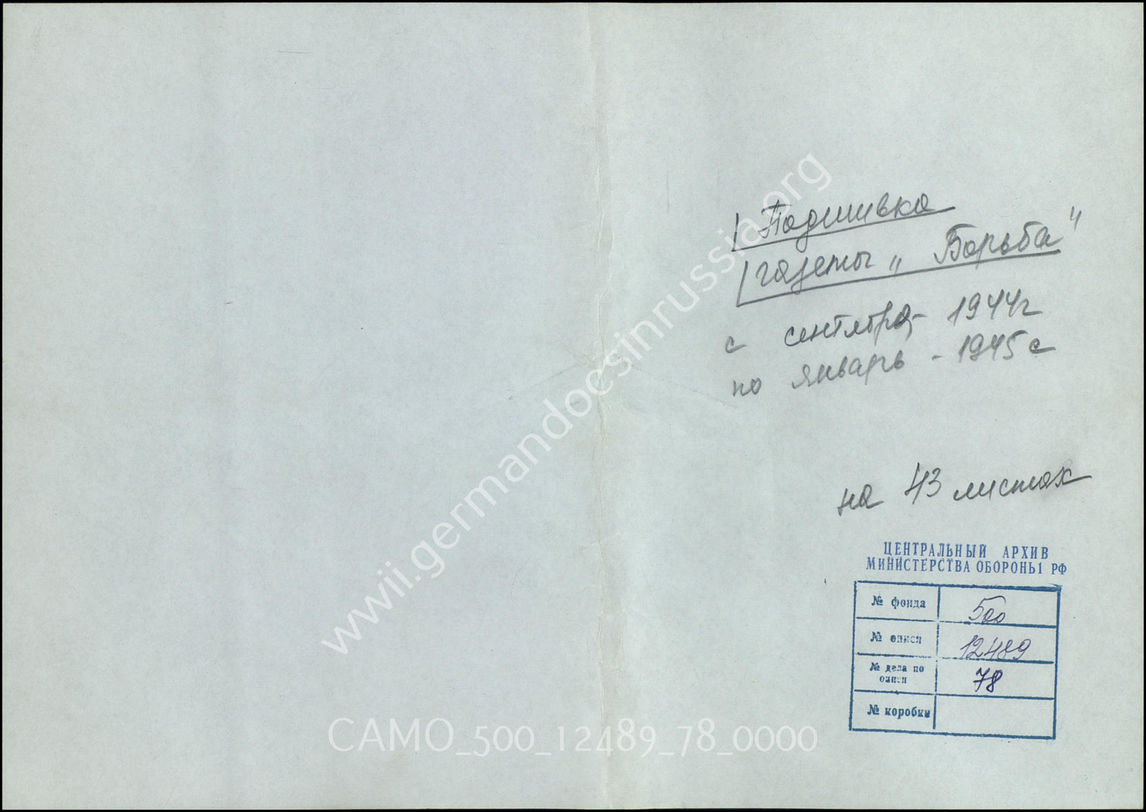 Подшивка
газеты „Борьба"
с сентября - 1944г
по январь - 1945 г
на 43 листах
ЦЕНТРАЛЬНЫЙ АРХИВ
МИНИСТЕРСТВА ОБОРОНЫ РФ
№ фонда 500
№ описи 12489
№ дела по
описи 78
№ коробки
www.germandocsinrussia.org
CAMO_500_12489_78_0000